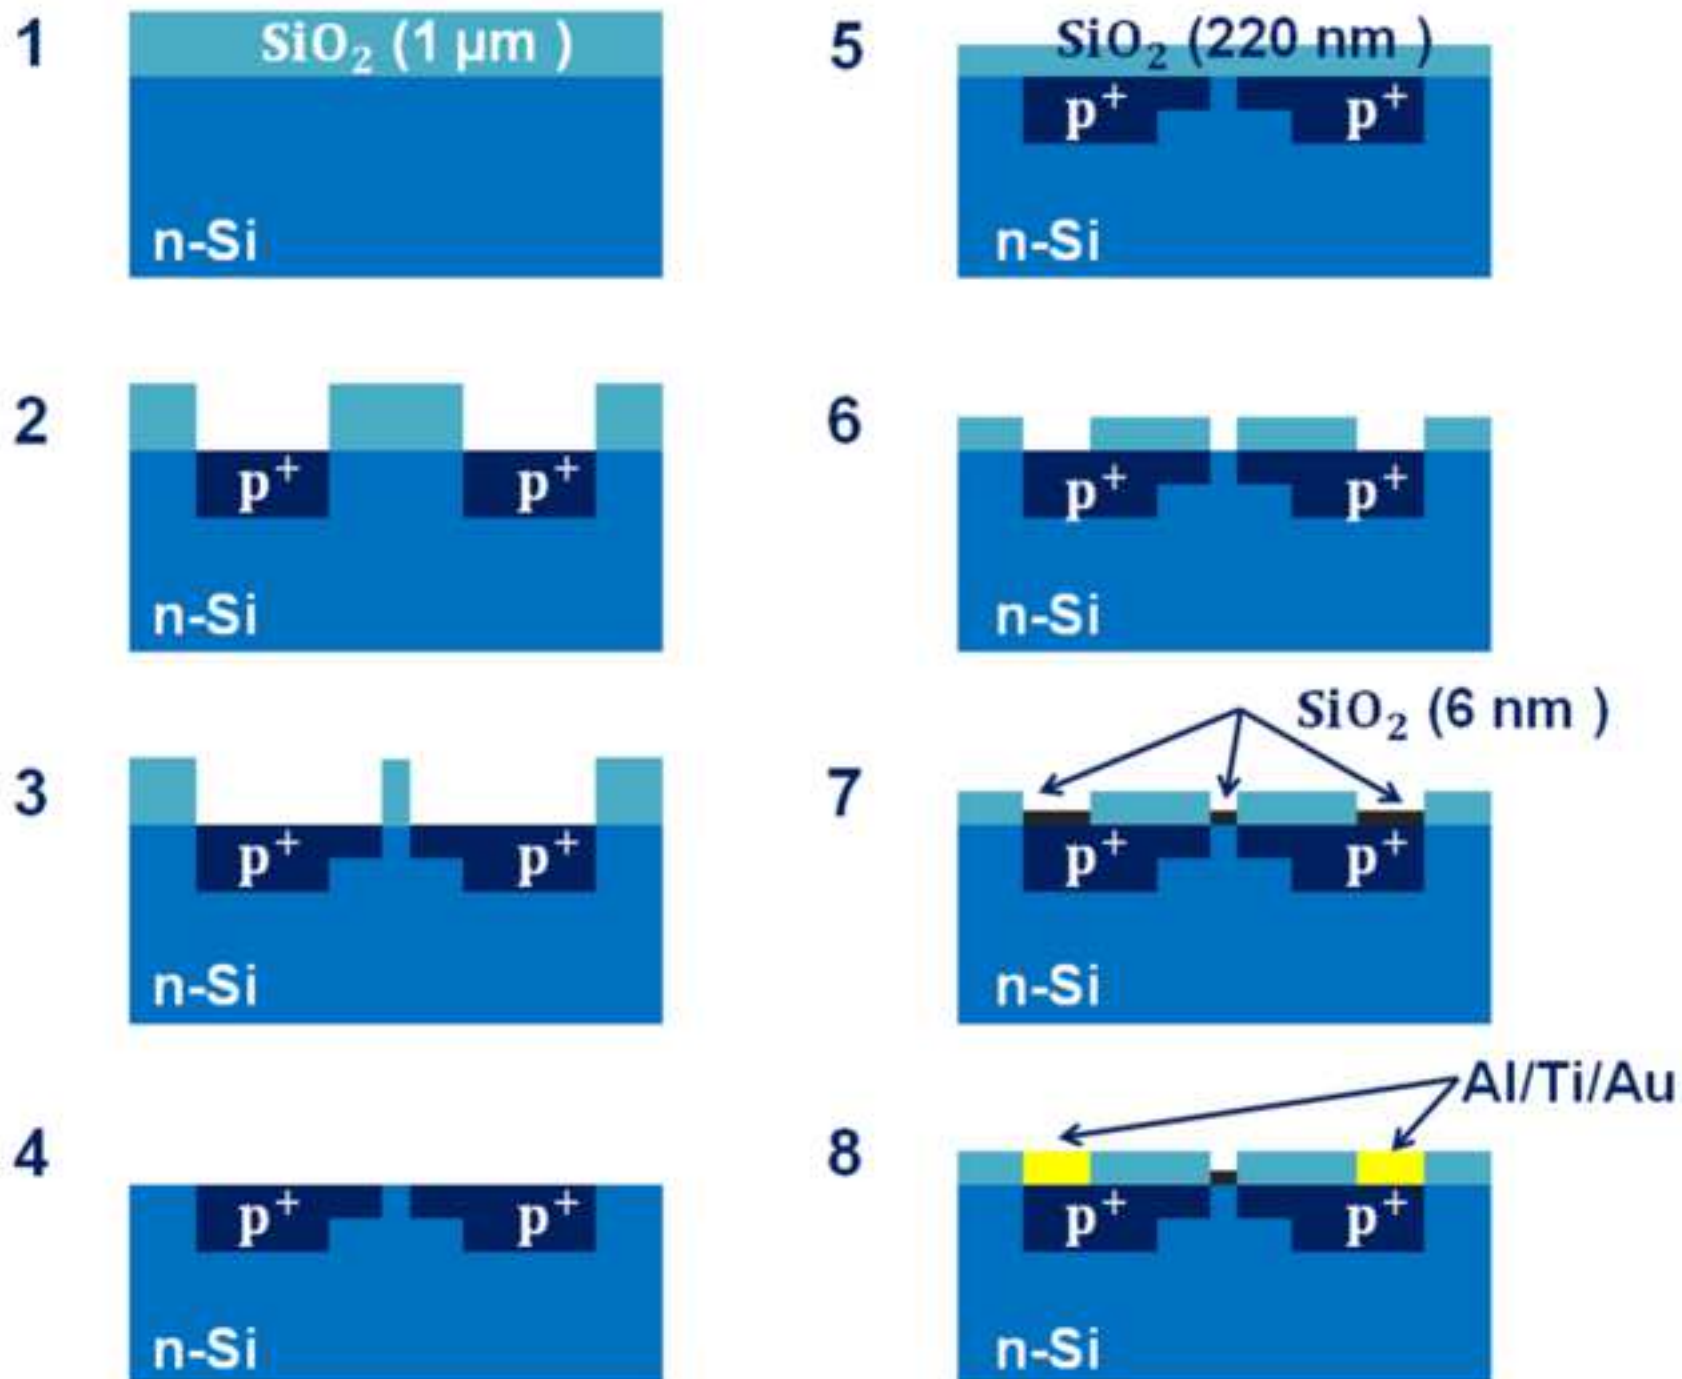 1
SiO₂ (1 µm )
n-Si
2
p⁺ p⁺
n-Si
3
p⁺ p⁺
n-Si
4
p⁺ p⁺
n-Si
5
SiO₂ (220 nm )
p⁺ p⁺
n-Si
6
p⁺ p⁺
n-Si
SiO₂ (6 nm )
7
p⁺ p⁺
n-Si
Al/Ti/Au
8
p⁺ p⁺
n-Si